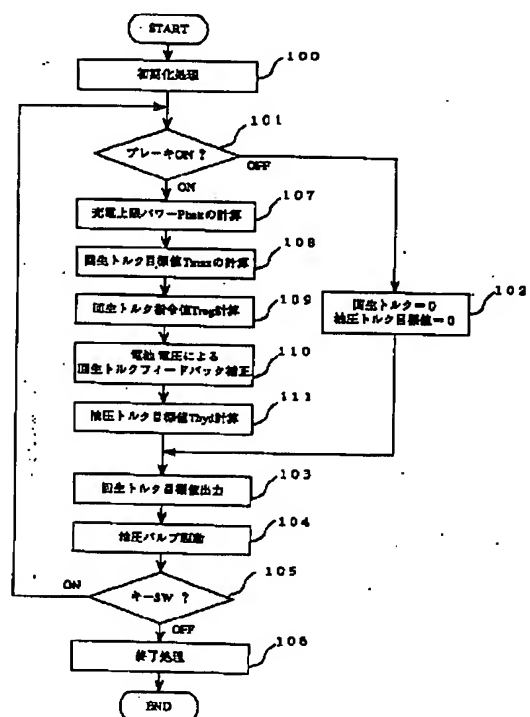 START
初期化処理
100
ブレーキON ?
101
OFF
ON
充電上限パワーPbatの計算
107
回生トルク目標値Tmaxの計算
108
回生トルク指令値Treg計算
109
電池電圧による
回生トルクフィードバック補正
110
油圧トルク目標値Thyd計算
111
回生トルク=0
油圧トルク目標値=0
102
回生トルク目標値出力
103
油圧バルブ駆動
104
キーSW ?
105
ON
OFF
終了処理
106
END